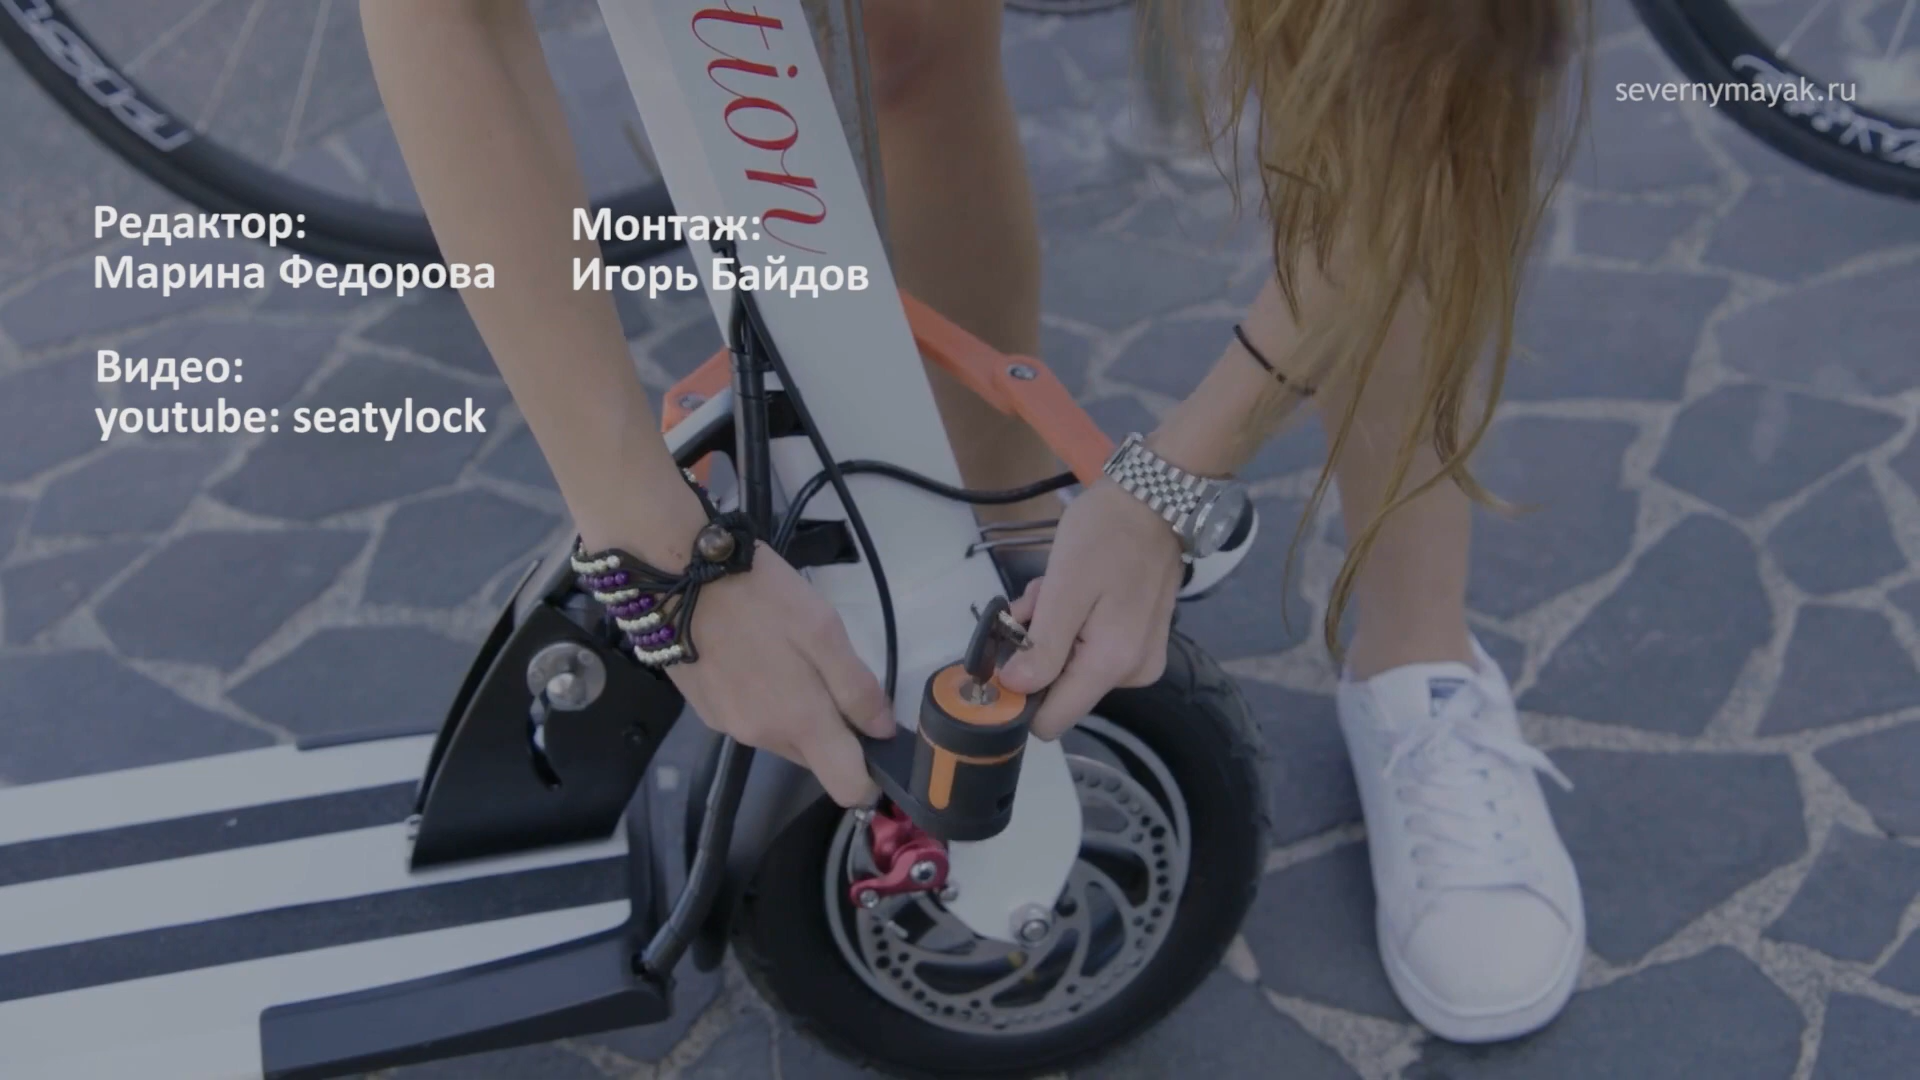 tion
severnymayak.ru
Редактор:
Марина Федорова
Монтаж:
Игорь Байдов
Видео:
youtube: seatylock